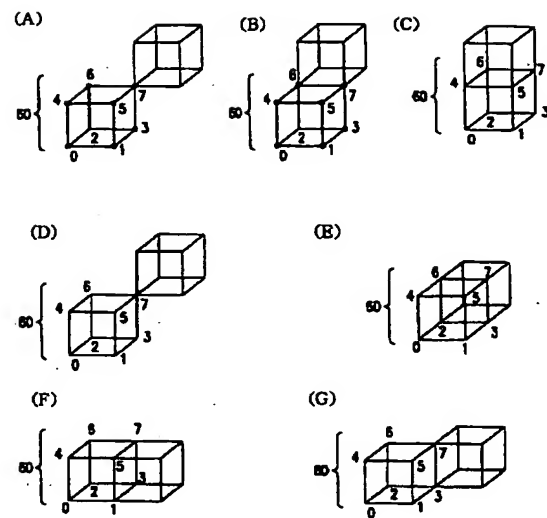 (A) (B) (C)
6 6 6
4 5 7 4 5 7 4 5 7
60 60 60
2 3 2 3 2
0 1 0 1 0 1
(D) (E)
6 7 6 7
4 5 4 5
60 60
2 3 2 3
0 1 0 1
(F) (G)
6 7 6
4 5 4 5 7
60 60
2 3 2 3
0 1 0 1